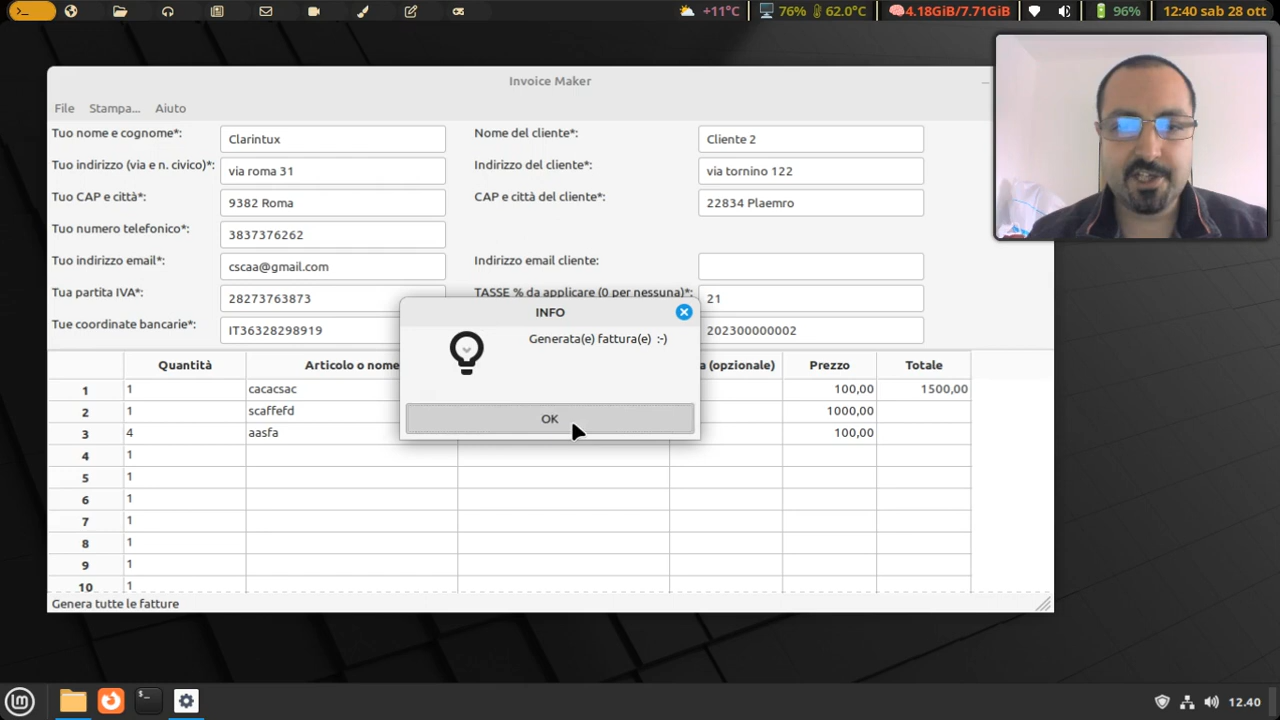 +11°C 76% 62.0°C 4.18GiB/7.71GiB 96% 12:40 sab 28 ott
Invoice Maker
File Stampa... Aiuto
Tuo nome e cognome*: Clarintux Nome del cliente*: Cliente 2
Tuo indirizzo (via e n. civico)*: via roma 31 Indirizzo del cliente*: via tornino 122
Tuo CAP e città*: 9382 Roma CAP e città del cliente*: 22834 Plaemro
Tuo numero telefonico*: 3837376262
Tuo indirizzo email*: cscaa@gmail.com Indirizzo email cliente:
Tua partita IVA*: 28273763873 TASSE % da applicare (0 per nessuna)*: 21
Tue coordinate bancarie*: IT36328298919 202300000002
INFO
Generata(e) fattura(e) :-)
OK
Quantità Articolo o nome (opzionale) Prezzo Totale
1 1 cacacsac 100,00 1500,00
2 1 scaffefd 1000,00
3 4 aasfa 100,00
4 1
5 1
6 1
7 1
8 1
9 1
10 1
Genera tutte le fatture
12.40